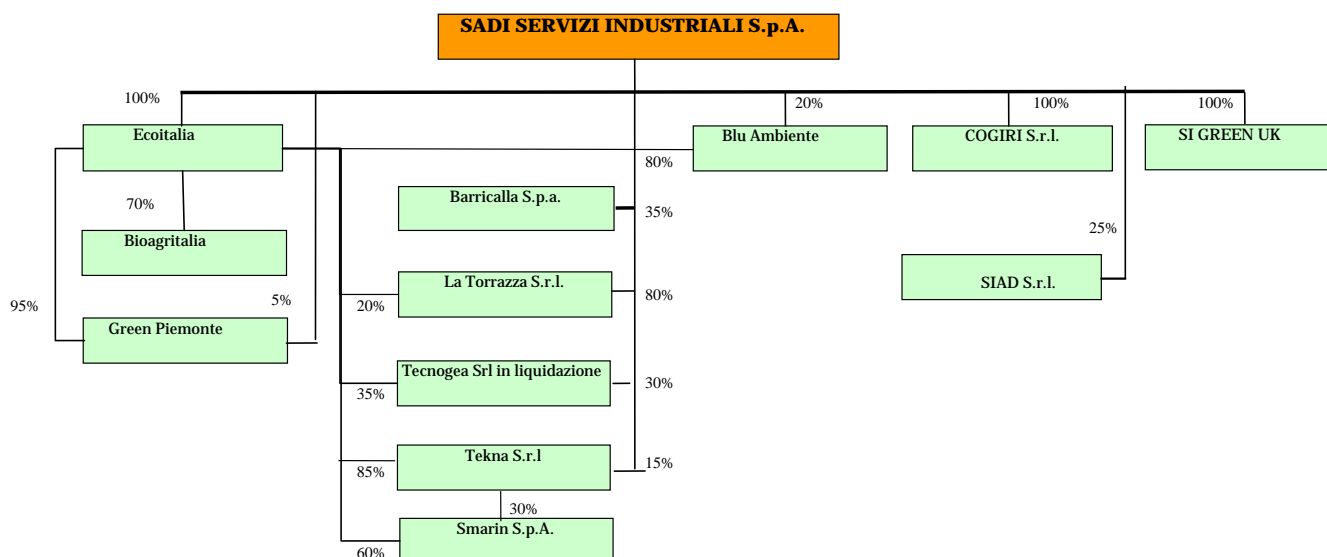 SADI SERVIZI INDUSTRIALI S.p.A.
100%
20%
100%
100%
Ecoitalia
Blu Ambiente
COGIRI S.r.l.
SI GREEN UK
80%
70%
Barricalla S.p.a.
35%
Bioagritalia
25%
La Torrazza S.r.l.
SIAD S.r.l.
95%
5%
20%
80%
Green Piemonte
Tecnogea Srl in liquidazione
35%
30%
Tekna S.r.l
85%
15%
30%
Smarin S.p.A.
60%